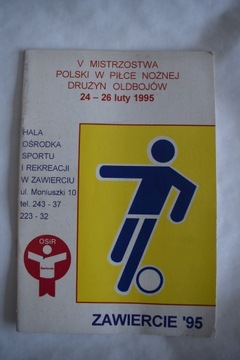 V MISTRZOSTWA
POLSKI W PIŁCE NOŻNEJ
DRUŻYN OLDBOJÓW
24 – 26 luty 1995
HALA
OŚRODKA
SPORTU
I REKREACJI
W ZAWIERCIU
ul. Moniuszki 10
tel. 243 - 37
223 - 32
OSiR
ZAWIERCIE '95